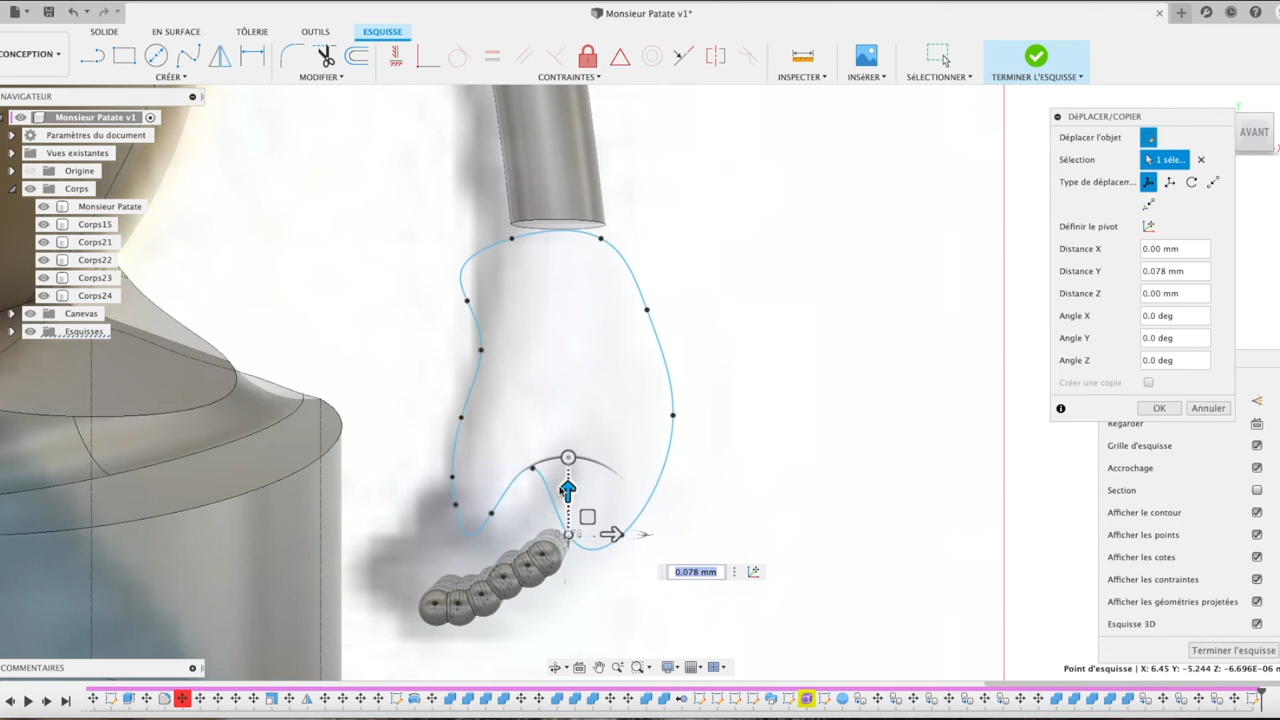 Monsieur Patate v1*
SOLIDE EN SURFACE TÔLERIE OUTILS ESQUISSE
CONCEPTION
CRÉER MODIFIER CONTRAINTES INSPECTER INSÉRER SÉLECTIONNER TERMINER L'ESQUISSE
NAVIGATEUR
Monsieur Patate v1
Paramètres du document
Vues existantes
Origine
Corps
Monsieur Patate
Corps15
Corps21
Corps22
Corps23
Corps24
Canevas
Esquisses
AVANT
DéPLACER/COPIER
Déplacer l'objet
Sélection 1 séle...
Type de déplacem...
Définir le pivot
Distance X 0.00 mm
Distance Y 0.078 mm
Distance Z 0.00 mm
Angle X 0.0 deg
Angle Y 0.0 deg
Angle Z 0.0 deg
Créer une copie
OK Annuler
Regarder
Grille d'esquisse
Accrochage
Section
Afficher le contour
Afficher les points
Afficher les cotes
Afficher les contraintes
Afficher les géométries projetées
Esquisse 3D
Terminer l'esquisse
0.078 mm
COMMENTAIRES
Point d'esquisse | X: 6.45 Y: -5.244 Z: -6.696E-06 m